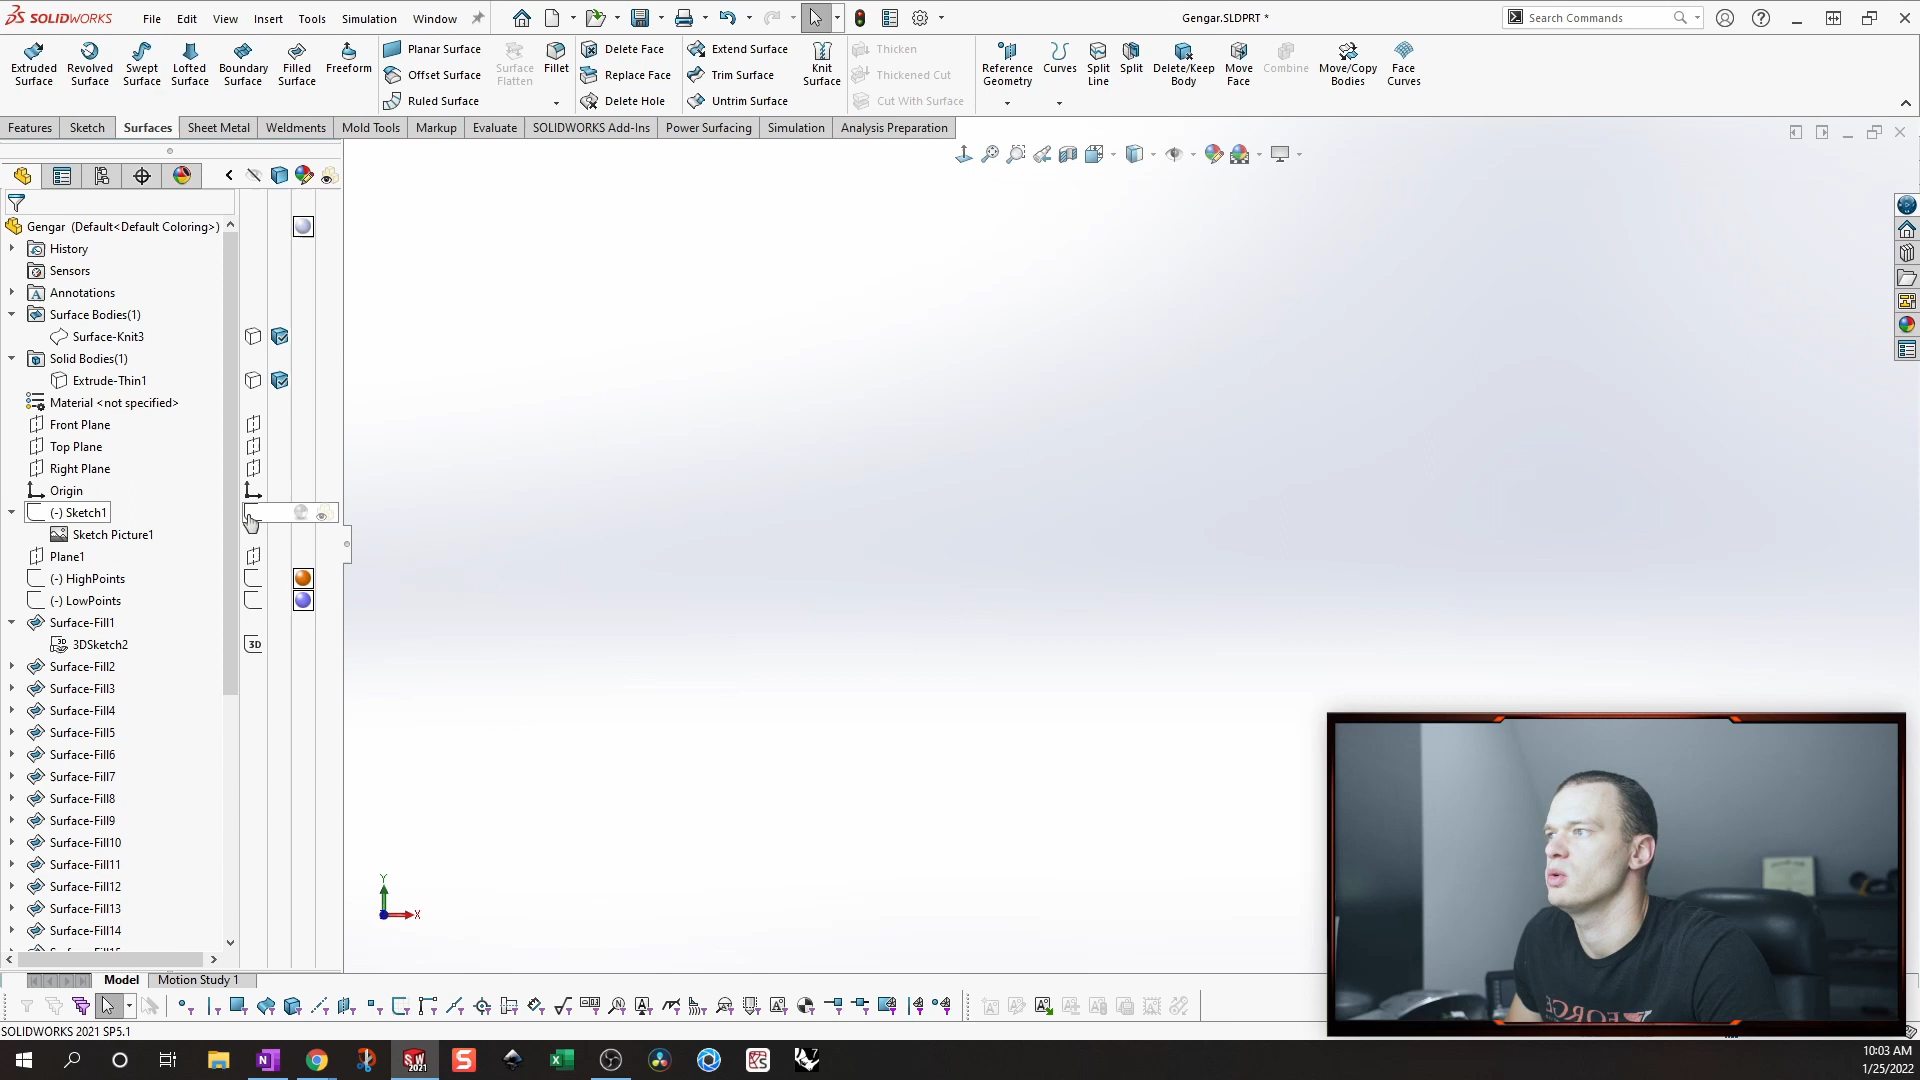 SOLIDWORKS File Edit View Insert Tools Simulation Window Gengar.SLDPRT * Search Commands
Extruded Surface
Revolved Surface
Swept Surface
Lofted Surface
Boundary Surface
Filled Surface
Freeform
Planar Surface
Offset Surface
Ruled Surface
Surface Flatten
Fillet
Delete Face
Replace Face
Delete Hole
Extend Surface
Trim Surface
Untrim Surface
Knit Surface
Thicken
Thickened Cut
Cut With Surface
Reference Geometry
Curves
Split Line
Split
Delete/Keep Body
Move Face
Combine
Move/Copy Bodies
Face Curves
Features Sketch Surfaces Sheet Metal Weldments Mold Tools Markup Evaluate SOLIDWORKS Add-Ins Power Surfacing Simulation Analysis Preparation
Gengar (Default<Default Coloring>)
History
Sensors
Annotations
Surface Bodies(1)
Surface-Knit3
Solid Bodies(1)
Extrude-Thin1
Material <not specified>
Front Plane
Top Plane
Right Plane
Origin
(-) Sketch1
Sketch Picture1
Plane1
(-) HighPoints
(-) LowPoints
Surface-Fill1
3DSketch2 3D
Surface-Fill2
Surface-Fill3
Surface-Fill4
Surface-Fill5
Surface-Fill6
Surface-Fill7
Surface-Fill8
Surface-Fill9
Surface-Fill10
Surface-Fill11
Surface-Fill12
Surface-Fill13
Surface-Fill14
Y
X
Model Motion Study 1
SOLIDWORKS 2021 SP5.1
10:03 AM
1/25/2022